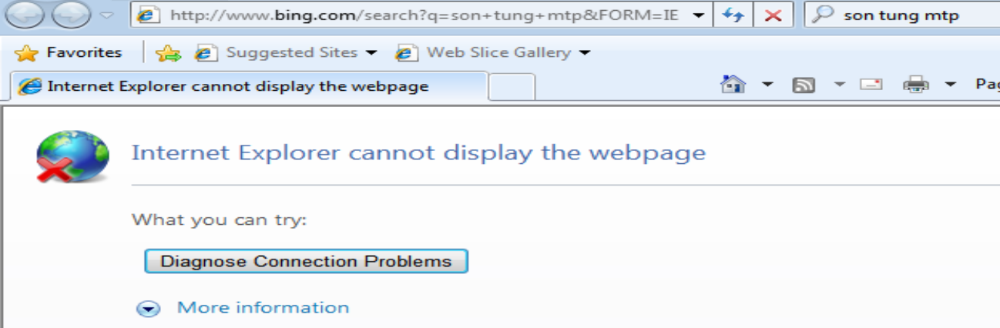 http://www.bing.com/search?q=son+tung+mtp&FORM=IE son tung mtp
Favorites Suggested Sites Web Slice Gallery
Internet Explorer cannot display the webpage
Internet Explorer cannot display the webpage
What you can try:
Diagnose Connection Problems
More information